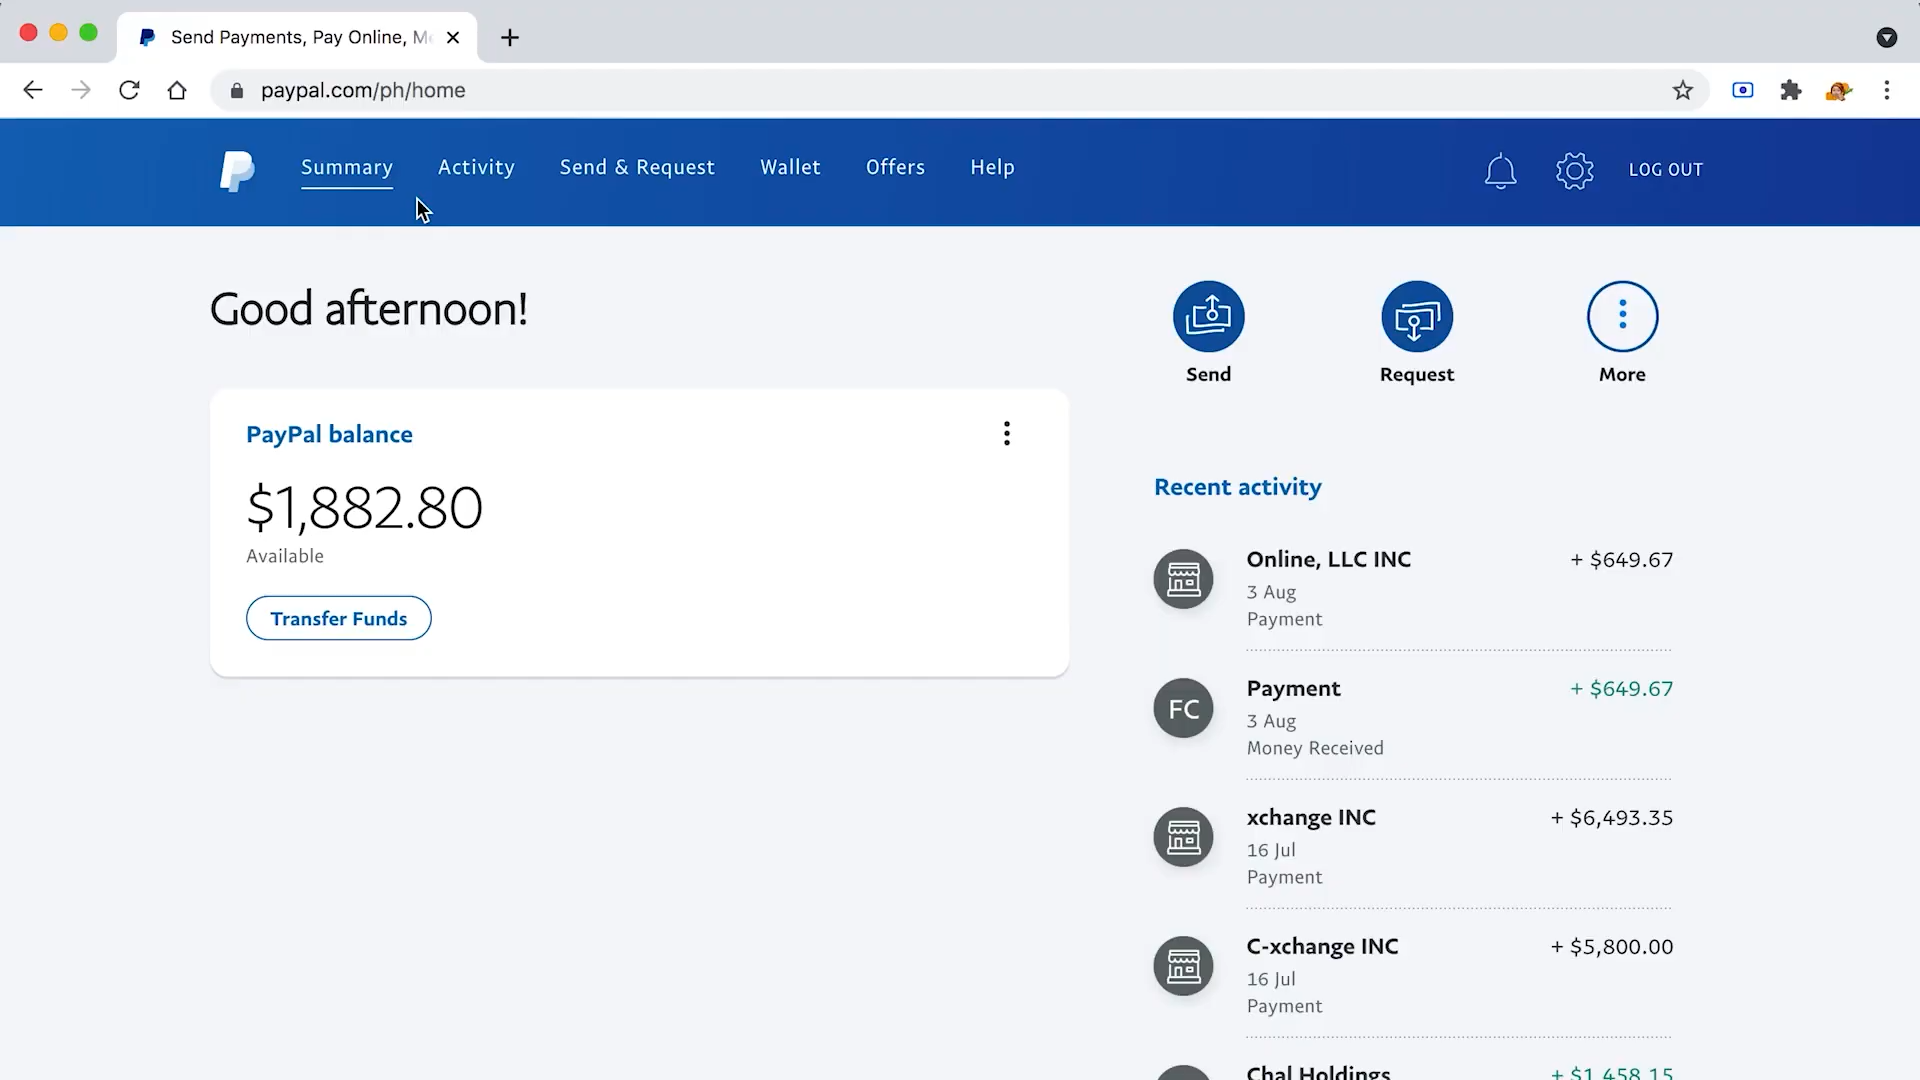 Send Payments, Pay Online, M
paypal.com/ph/home
Summary
Activity
Send & Request
Wallet
Offers
Help
LOG OUT
Good afternoon!
Send
Request
More
PayPal balance
$1,882.80
Available
Transfer Funds
Recent activity
Online, LLC INC + $649.67
3 Aug
Payment
FC
Payment + $649.67
3 Aug
Money Received
xchange INC + $6,493.35
16 Jul
Payment
C-xchange INC + $5,800.00
16 Jul
Payment
Chal Holdings + $1,458.15